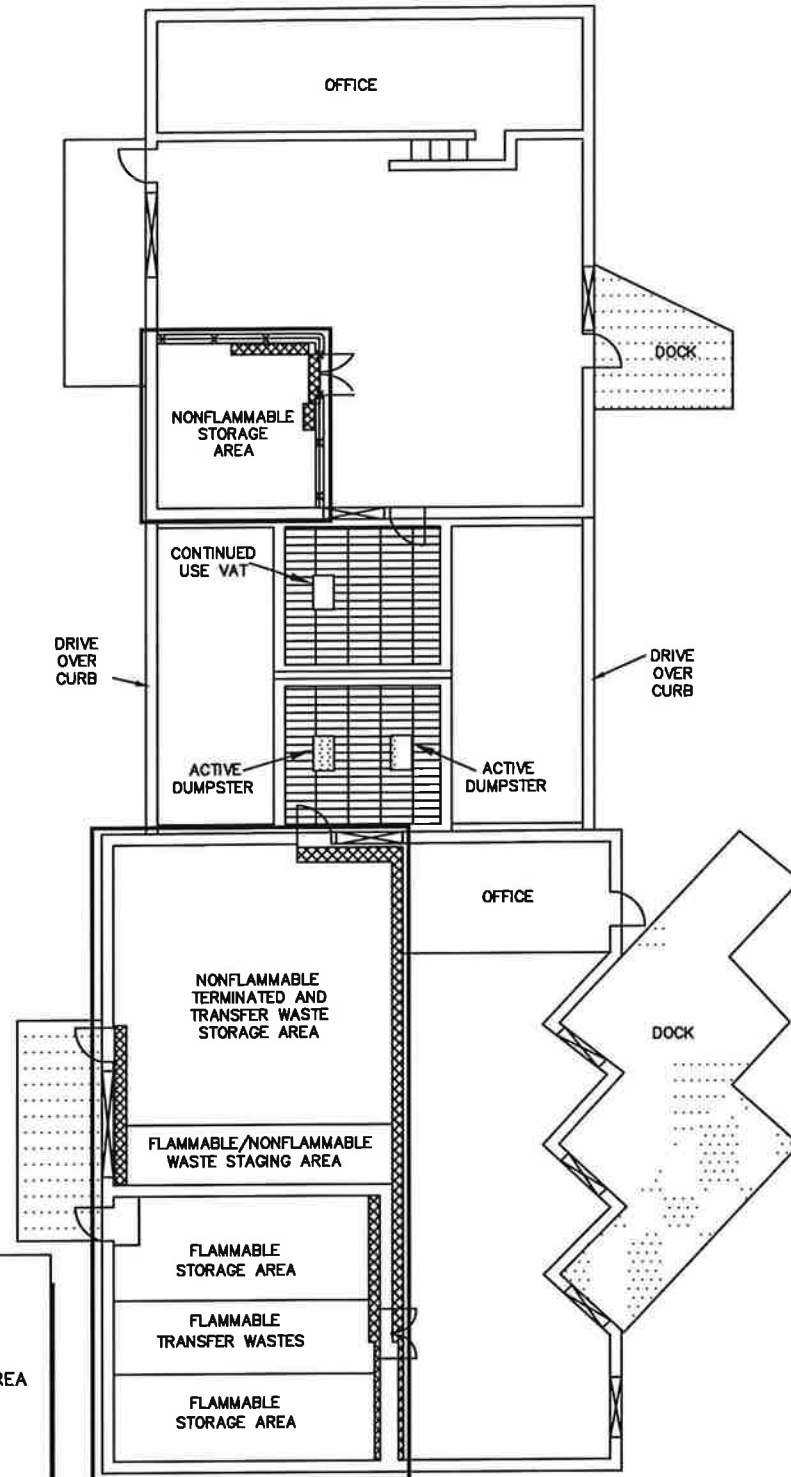 OFFICE
DOCK
NONFLAMMABLE
STORAGE
AREA
CONTINUED
USE VAT
DRIVE
OVER
CURB
DRIVE
OVER
CURB
ACTIVE
DUMPSTER
ACTIVE
DUMPSTER
OFFICE
NONFLAMMABLE
TERMINATED AND
TRANSFER WASTE
STORAGE AREA
DOCK
FLAMMABLE/NONFLAMMABLE
WASTE STAGING AREA
FLAMMABLE
STORAGE AREA
FLAMMABLE
TRANSFER WASTES
FLAMMABLE
STORAGE AREA